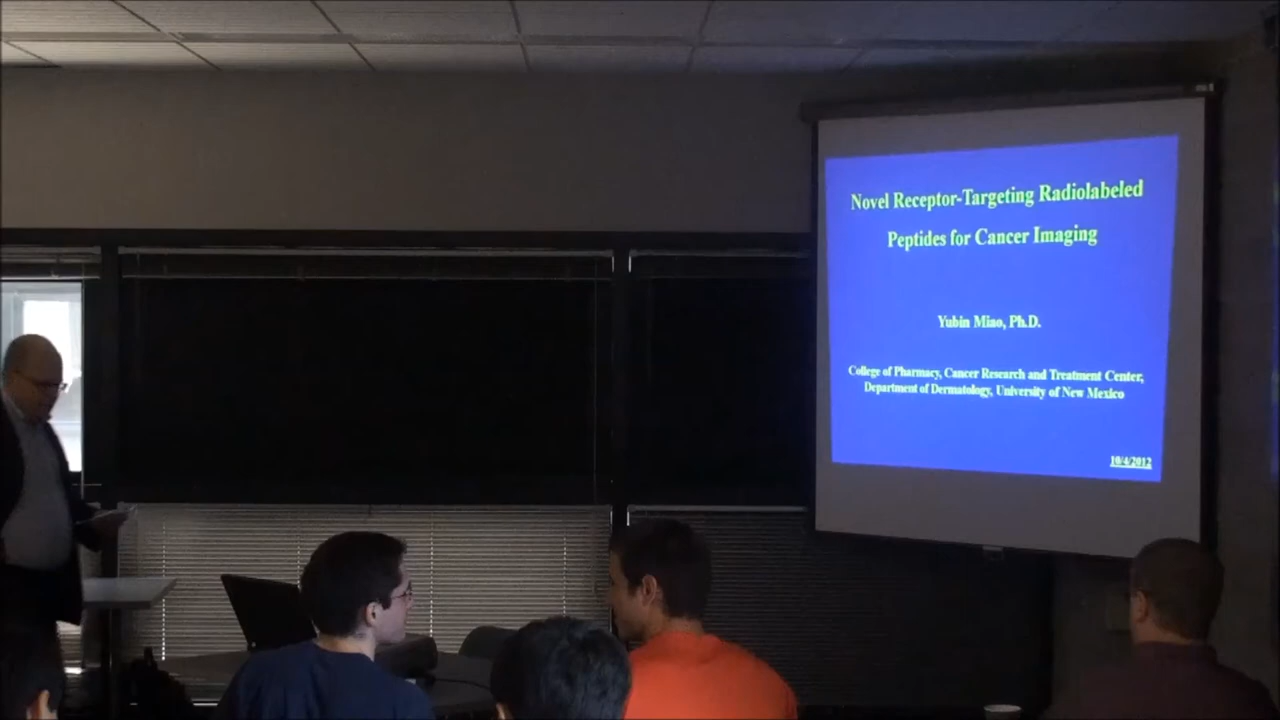 Novel Receptor-Targeting Radiolabeled
Peptides for Cancer Imaging
Yubin Miao, Ph.D.
College of Pharmacy, Cancer Research and Treatment Center,
Department of Dermatology, University of New Mexico
10/4/2012